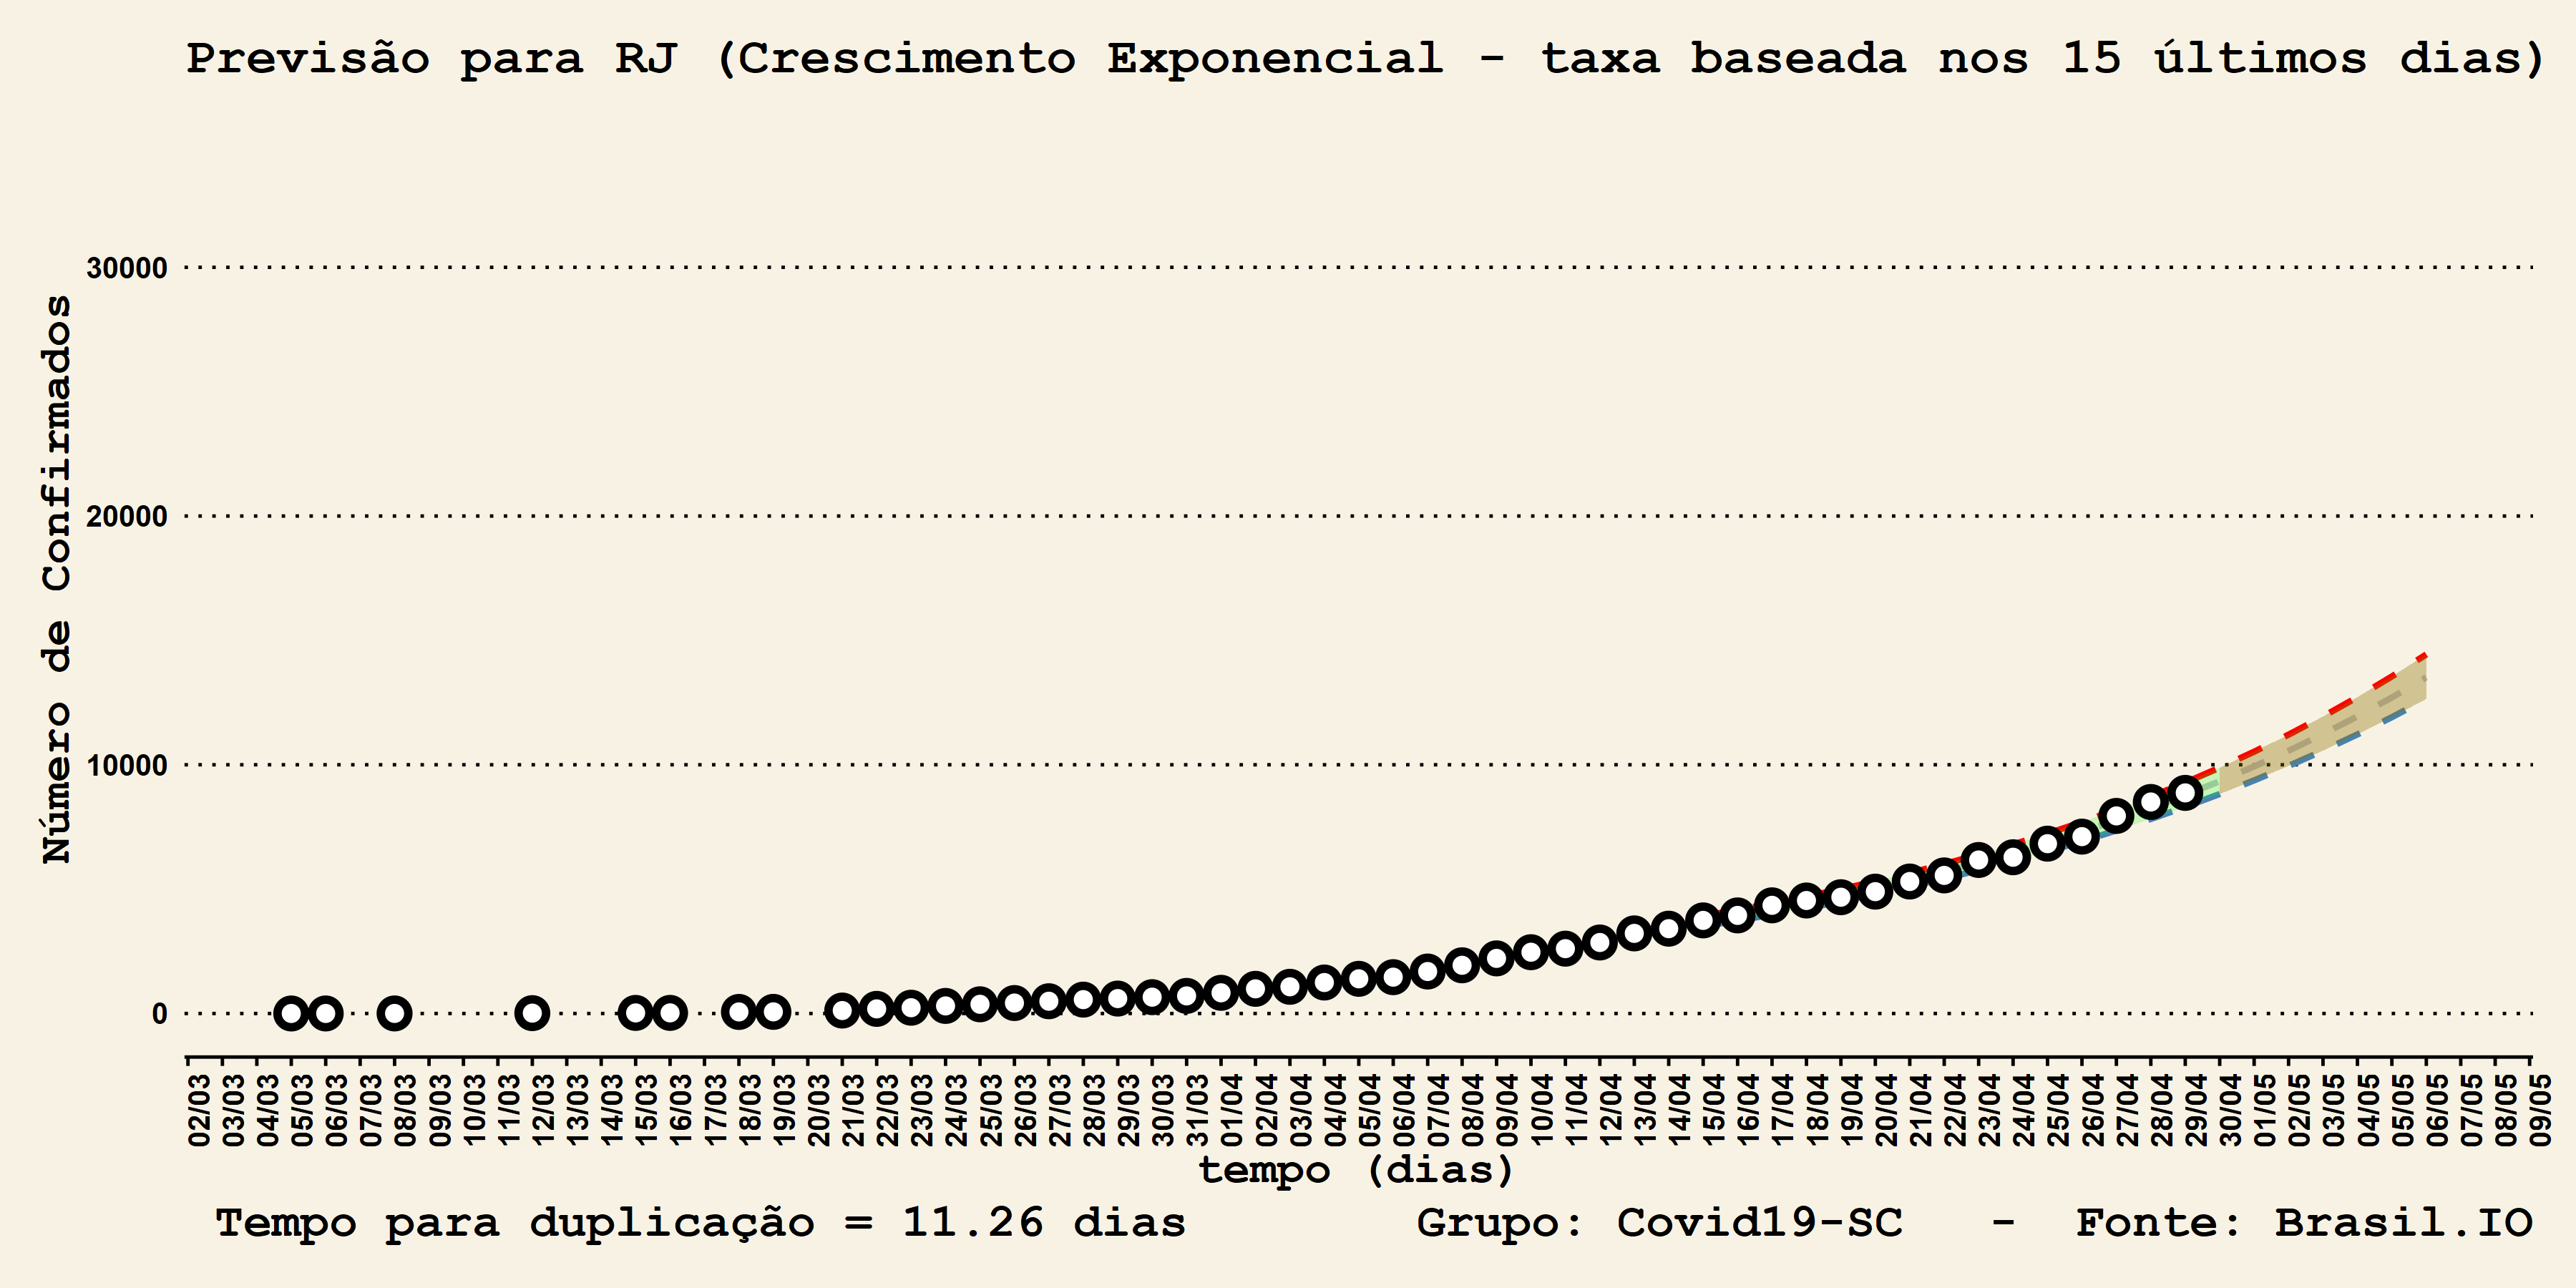 Previsão para RJ (Crescimento Exponencial - taxa baseada nos 15 últimos dias)
Número de Confirmados
30000
20000
10000
0
02/03 03/03 04/03 05/03 06/03 07/03 08/03 09/03 10/03 11/03 12/03 13/03 14/03 15/03 16/03 17/03 18/03 19/03 20/03 21/03 22/03 23/03 24/03 25/03 26/03 27/03 28/03 29/03 30/03 31/03 01/04 02/04 03/04 04/04 05/04 06/04 07/04 08/04 09/04 10/04 11/04 12/04 13/04 14/04 15/04 16/04 17/04 18/04 19/04 20/04 21/04 22/04 23/04 24/04 25/04 26/04 27/04 28/04 29/04 30/04 01/05 02/05 03/05 04/05 05/05 06/05 07/05 08/05 09/05
tempo (dias)
Tempo para duplicação = 11.26 dias Grupo: Covid19-SC - Fonte: Brasil.IO